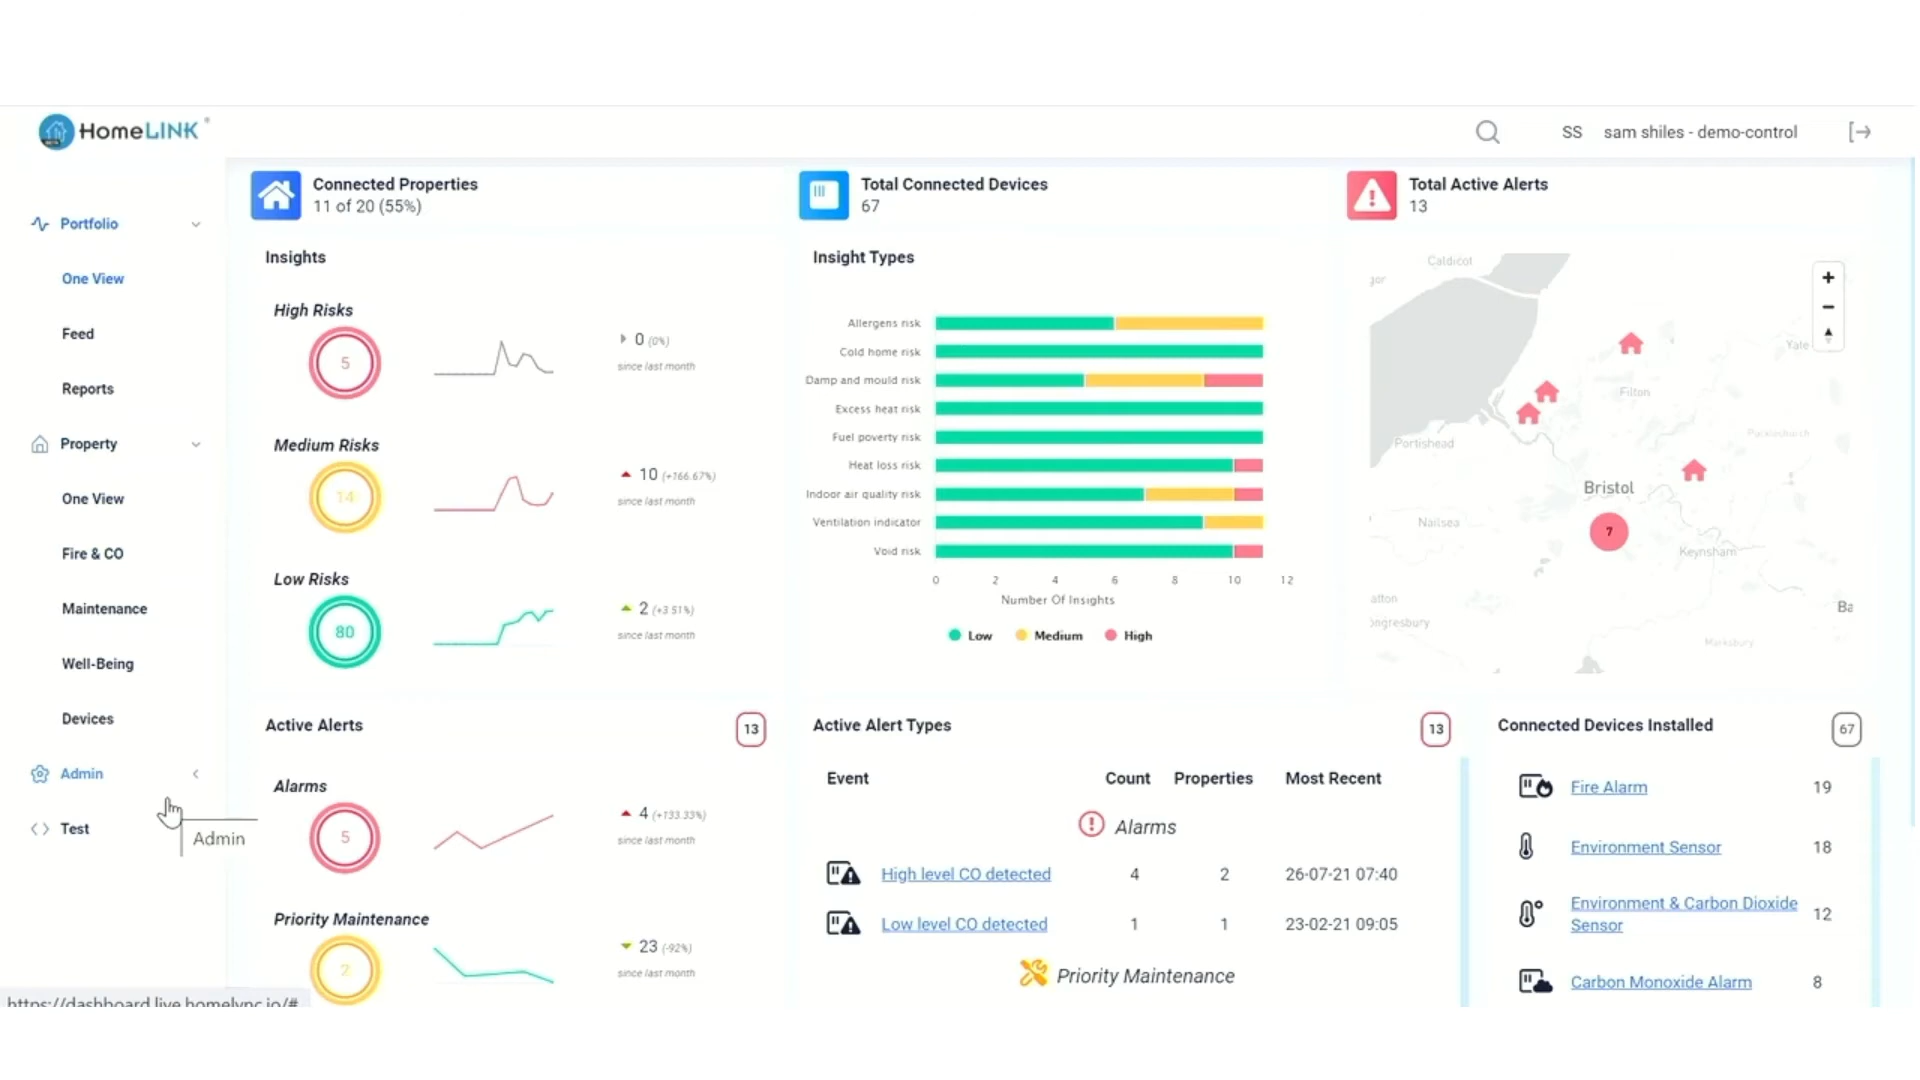 HomeLINK
SS sam shiles - demo-control
Portfolio
One View
Feed
Reports
Property
One View
Fire & CO
Maintenance
Well-Being
Devices
Admin
Test
Admin
https://dashboard.live.homelync.io/#
Connected Properties
11 of 20 (55%)
Total Connected Devices
67
Total Active Alerts
13
Insights
High Risks
5
0 (0%)
since last month
Medium Risks
14
10 (+166.67%)
since last month
Low Risks
80
2 (+3.51%)
since last month
Insight Types
Allergens risk
Cold home risk
Damp and mould risk
Excess heat risk
Fuel poverty risk
Heat loss risk
Indoor air quality risk
Ventilation indicator
Void risk
0 2 4 6 8 10 12
Number Of Insights
Low Medium High
Caldicot
Yate
Filton
Portishead
Bristol
Nailsea
7
Keynsham
Ba
Marksbury
Active Alerts
13
Alarms
5
4 (+133.33%)
since last month
Priority Maintenance
2
23 (-92%)
since last month
Active Alert Types
13
Event Count Properties Most Recent
Alarms
High level CO detected 4 2 26-07-21 07:40
Low level CO detected 1 1 23-02-21 09:05
Priority Maintenance
Connected Devices Installed
67
Fire Alarm 19
Environment Sensor 18
Environment & Carbon Dioxide
Sensor 12
Carbon Monoxide Alarm 8